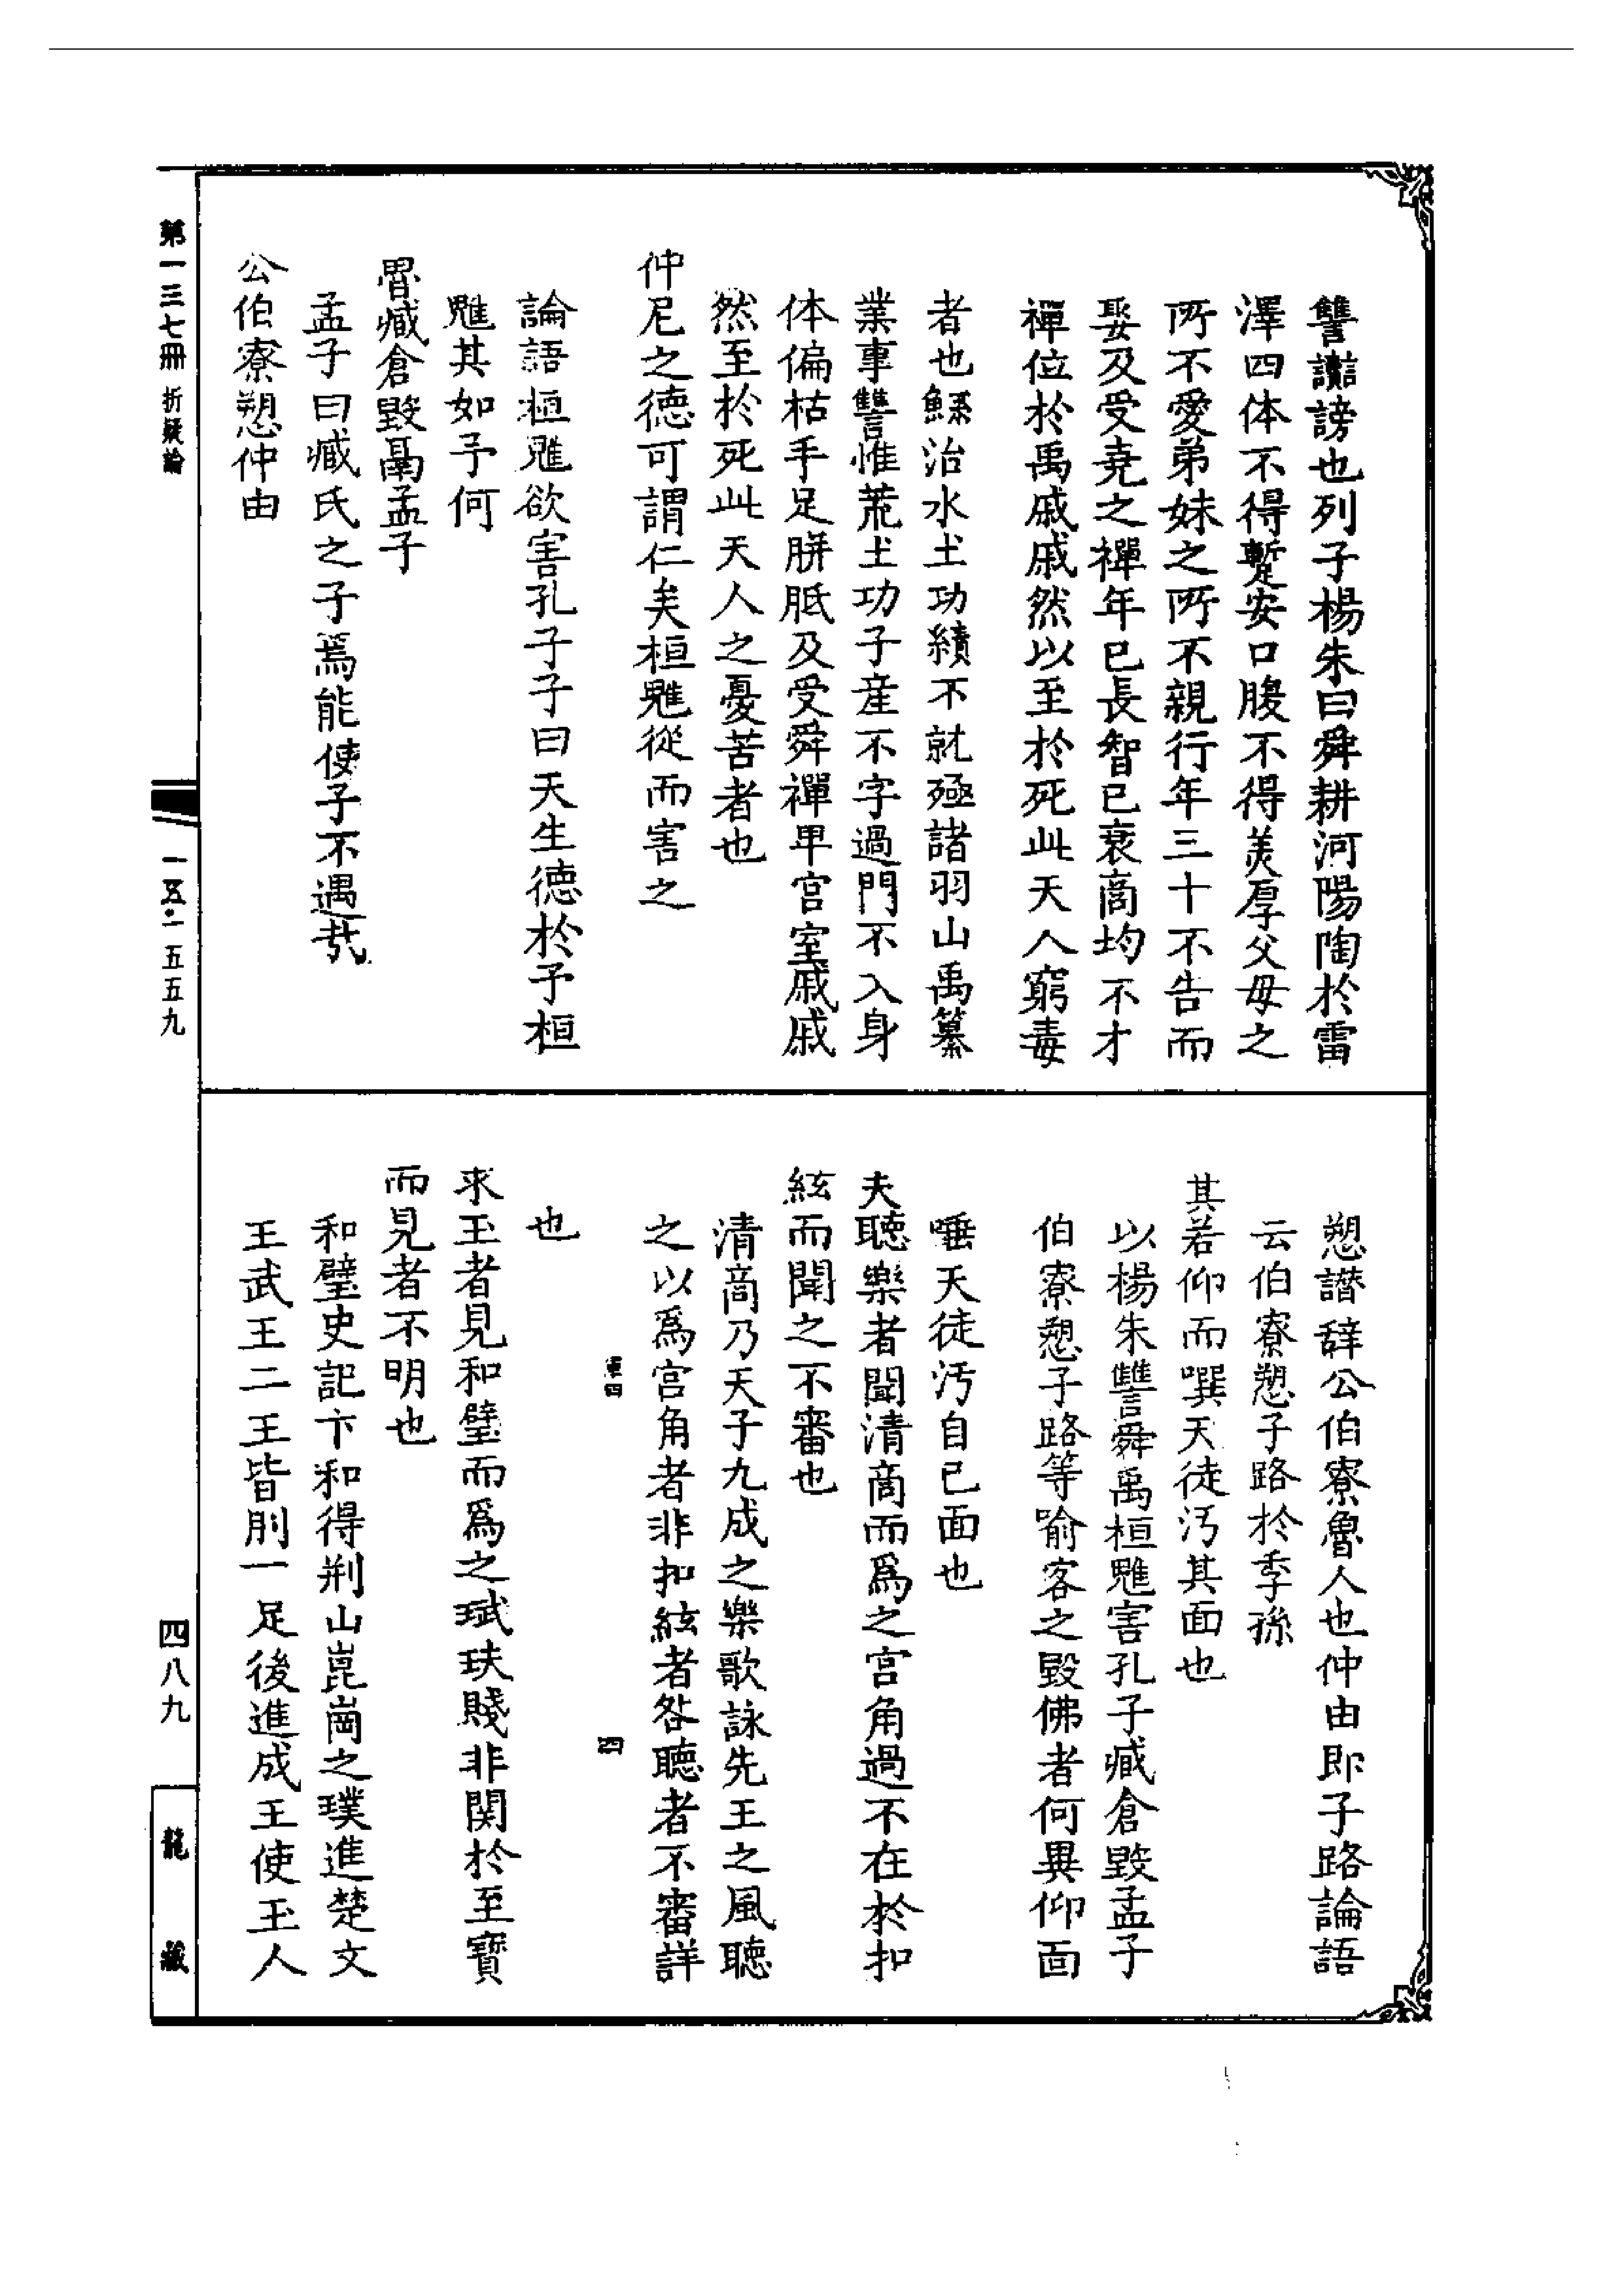 讐讟謗也列子楊朱曰舜耕河陽陶於雷
澤四体不得蹔安口腹不得美厚父母之
所不愛弟妹之所不親行年三十不告而
娶及受堯之禪年已長智已衰商均不才
禪位於禹戚戚然以至於死此天人窮毒
者也鯀治水土功績不就殛諸羽山禹纂
業事讐惟荒土功子産不字過門不入身
体偏枯手足胼胝及受舜禪卑宫室戚戚
然至於死此天人之憂苦者也
仲尼之德可謂仁矣桓魋從而害之
論語桓魋欲害孔子子曰天生德於予桓
魋其如予何
臧倉毀鬲孟子
孟子曰臧氏之子焉能使予不遇哉
公伯寮愬仲由
愬譖辞公伯寮魯人也仲由即子路論語
云伯寮愬子路於季孫
其若仰而噀天徒汚其面也
以楊朱讐舜禹桓魋害孔子臧倉毀孟子
伯寮愬子路等喻客之毀佛者何異仰面
唾天徒汚自己面也
夫聽樂者聞清商而爲之宫角過不在於扣
絃而聞之不審也
清商乃天子九成之樂歌詠先王之風聽
之以爲宫角者非扣絃者咎聽者不審詳
也
求玉者見和璧而爲之珷玞賤非関於至寳
而見者不明也
和璧史記卞和得荆山崑崗之璞進楚文
王武王二王皆刖一足後進成王使玉人
第一三七冊 折疑論
一五·一五五九
四八九
龍藏
四